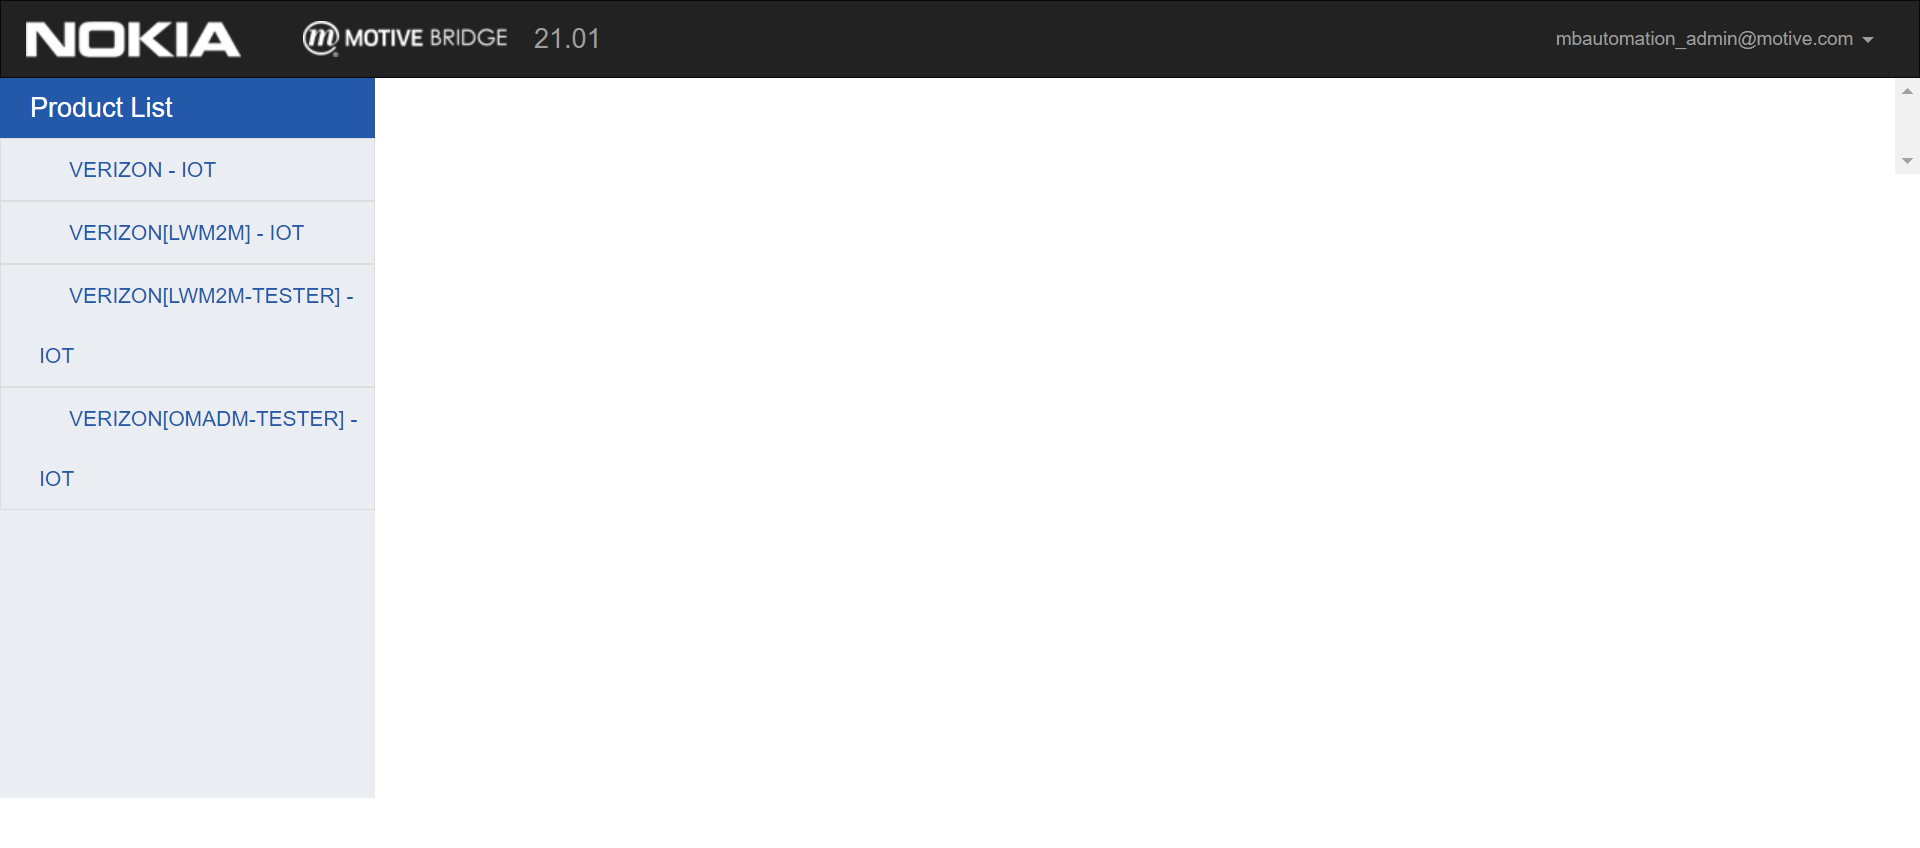 NOKIA MOTIVE BRIDGE 21.01 mbautomation_admin@motive.com
Product List
VERIZON - IOT
VERIZON[LWM2M] - IOT
VERIZON[LWM2M-TESTER] -
IOT
VERIZON[OMADM-TESTER] -
IOT